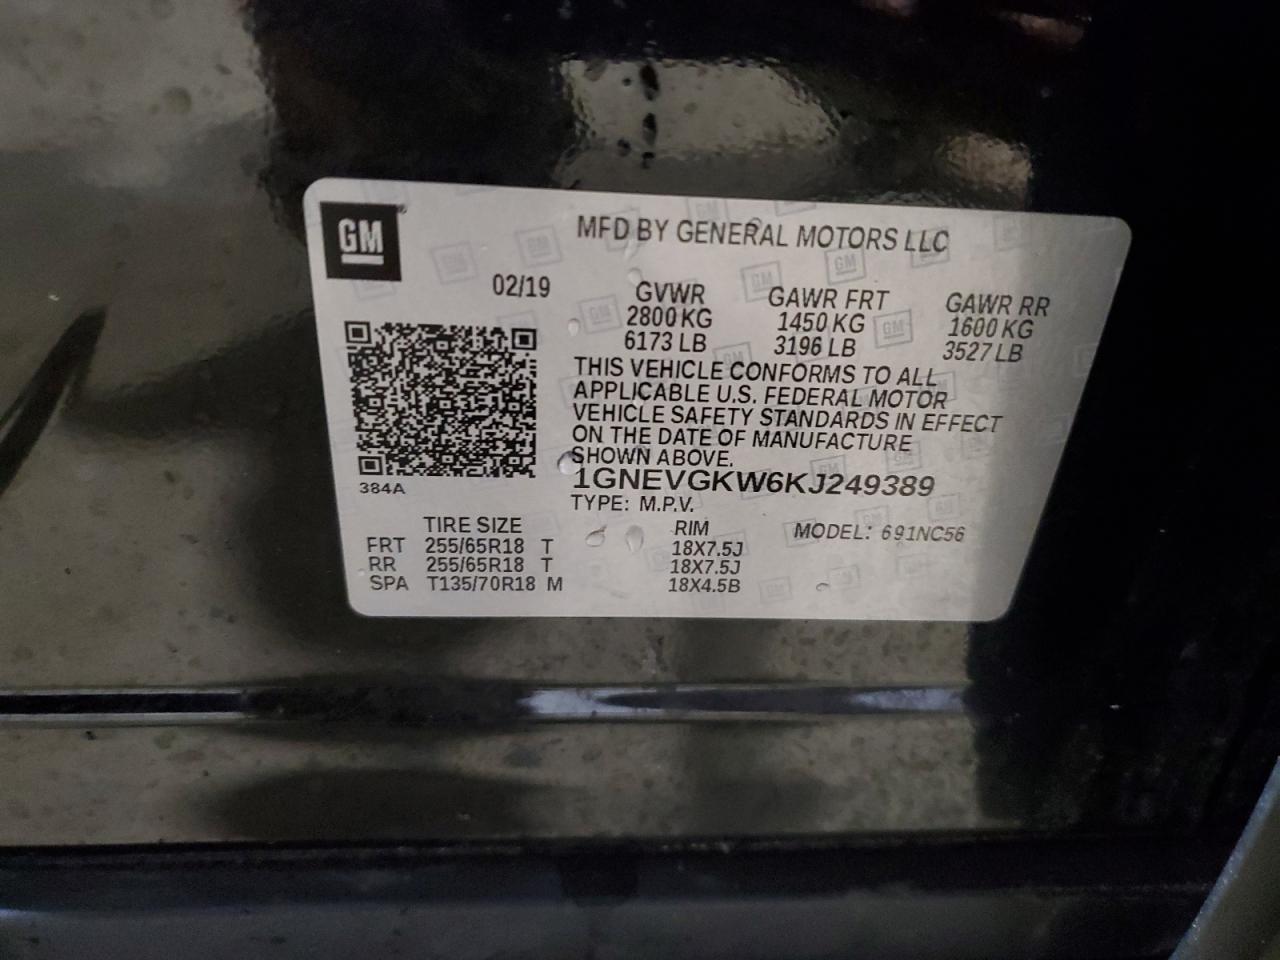 GM
MFD BY GENERAL MOTORS LLC
02/19
GVWR GAWR FRT GAWR RR
2800 KG 1450 KG 1600 KG
6173 LB 3196 LB 3527 LB
THIS VEHICLE CONFORMS TO ALL
APPLICABLE U.S. FEDERAL MOTOR
VEHICLE SAFETY STANDARDS IN EFFECT
ON THE DATE OF MANUFACTURE
SHOWN ABOVE.
384A
1GNEVGKW6KJ249389
TYPE: M.P.V.
TIRE SIZE RIM MODEL: 691NC56
FRT 255/65R18 T 18X7.5J
RR 255/65R18 T 18X7.5J
SPA T135/70R18 M 18X4.5B